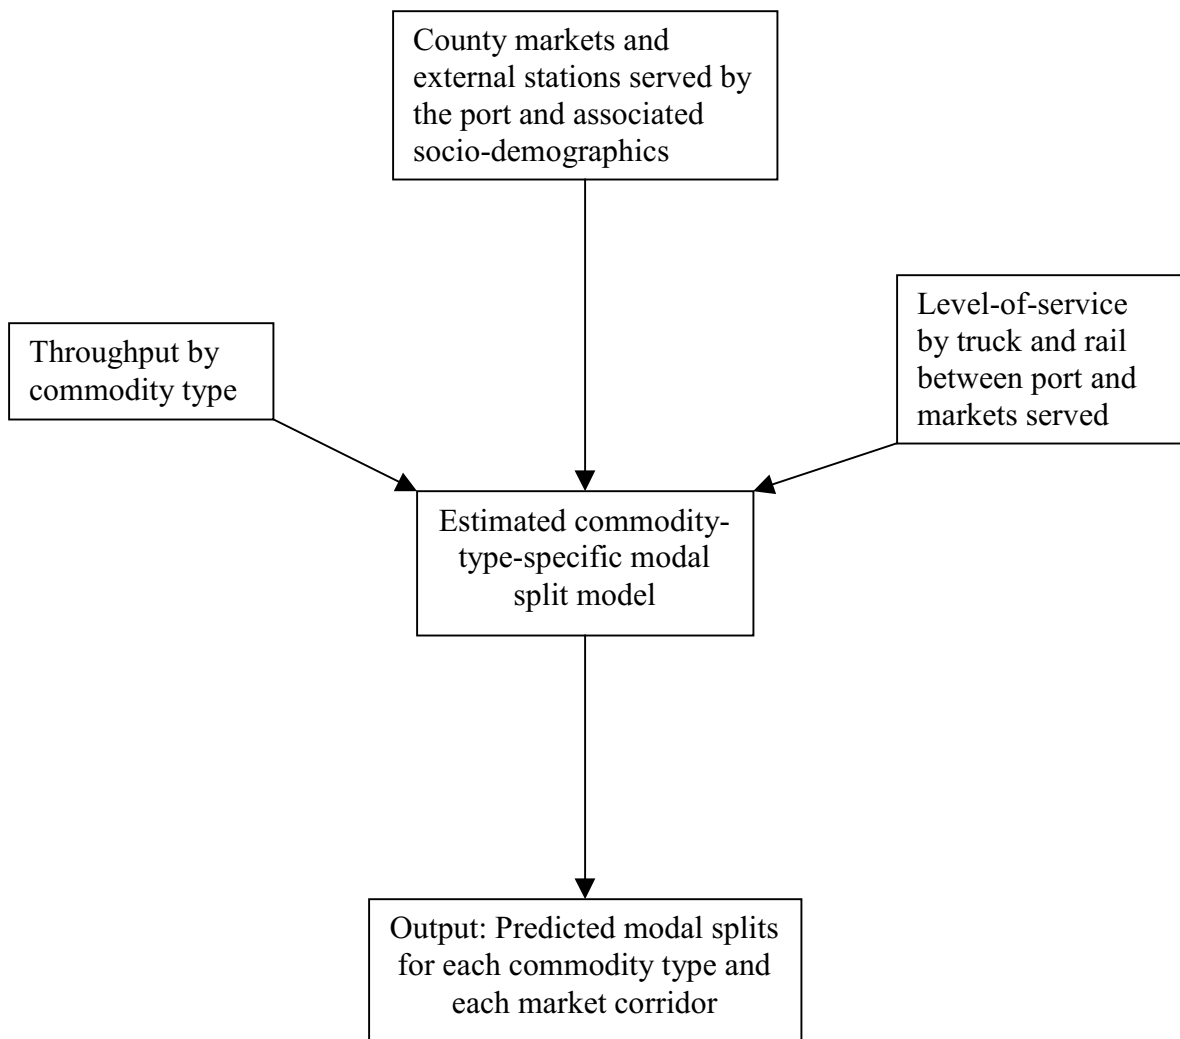 County markets and
external stations served by
the port and associated
socio-demographics
Throughput by
commodity type
Level-of-service
by truck and rail
between port and
markets served
Estimated commodity-
type-specific modal
split model
Output: Predicted modal splits
for each commodity type and
each market corridor